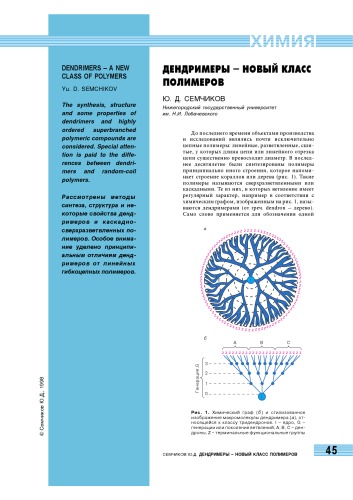 ХИМИЯ
DENDRIMERS – A NEW
CLASS OF POLYMERS
Yu. D. SEMCHIKOV
The synthesis, structure
and some properties of
dendrimers and highly
ordered superbranched
polymeric compounds are
considered. Special atten-
tion is paid to the diffe-
rences between dendri-
mers and random-coil
polymers.
Рассмотрены методы
синтеза, структура и не-
которые свойства денд-
римеров и каскадно-
сверхразветвленных по-
лимеров. Особое внима-
ние уделено принципи-
альным отличиям денд-
римеров от линейных
гибкоцепных полимеров.
© Семчиков Ю.Д., 1998
ДЕНДРИМЕРЫ – НОВЫЙ КЛАСС
ПОЛИМЕРОВ
Ю. Д. СЕМЧИКОВ
Нижегородский государственный университет
им. Н.И. Лобачевского
До последнего времени объектами производства
и исследований являлись почти исключительно
цепные полимеры: линейные, разветвленные, сши-
тые, у которых длина цепи или линейного отрезка
цепи существенно превосходит диаметр. В послед-
нее десятилетие были синтезированы полимеры
принципиально иного строения, которое напоми-
нает строение кораллов или дерева (рис. 1). Такие
полимеры называются сверхразветвленными или
каскадными. Те из них, в которых ветвление имеет
регулярный характер, например в соответствии с
химическим графом, изображенным на рис. 1, назы-
ваются дендримерами (от греч. dendron – дерево).
Само слово применяется для обозначения одной
а
б
A B C
Z Z Z Z Z Z Z Z Z Z Z Z Z Z Z Z Z Z Z Z Z Z Z Z
Генерация G
3
2
1
0
Рис. 1. Химический граф (б) и стилизованное
изображение макромолекулы дендримера (а), от-
носящейся к классу тридендронов. I – ядро, G –
генерации или поколения ветвлений, A, B, C – ден-
дроны, Z – терминальные функциональные группы
СЕМЧИКОВ Ю.Д. ДЕНДРИМЕРЫ – НОВЫЙ КЛАСС ПОЛИМЕРОВ
45